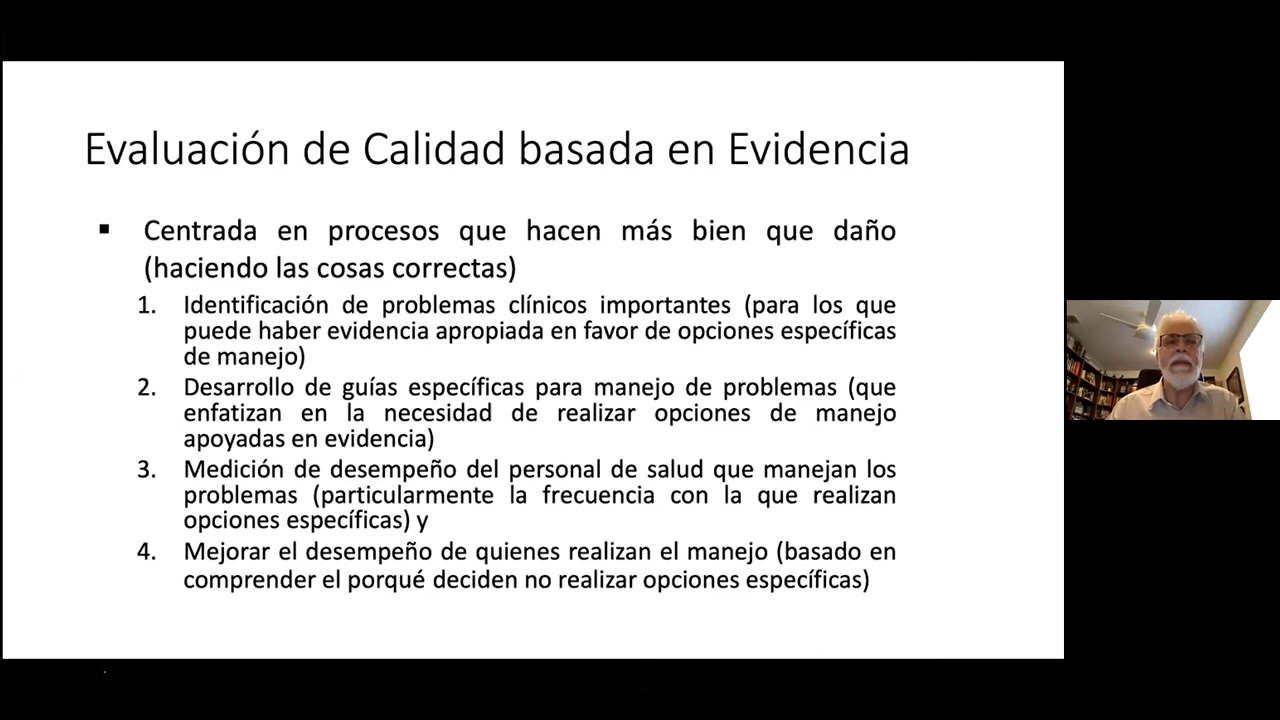 Evaluación de Calidad basada en Evidencia
▪ Centrada en procesos que hacen más bien que daño
(haciendo las cosas correctas)
1. Identificación de problemas clínicos importantes (para los que
puede haber evidencia apropiada en favor de opciones específicas
de manejo)
2. Desarrollo de guías específicas para manejo de problemas (que
enfatizan en la necesidad de realizar opciones de manejo
apoyadas en evidencia)
3. Medición de desempeño del personal de salud que manejan los
problemas (particularmente la frecuencia con la que realizan
opciones específicas) y
4. Mejorar el desempeño de quienes realizan el manejo (basado en
comprender el porqué deciden no realizar opciones específicas)